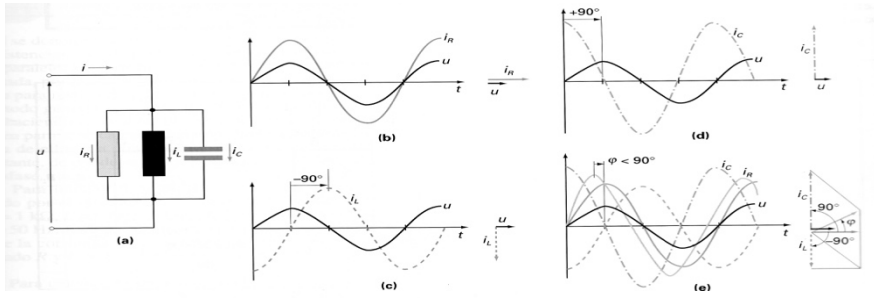 i
u
iR
iL
iC
(a)
iR
u
t
iR
u
(b)
−90°
iL
u
t
u
iL
(c)
+90°
iC
u
t
iC
u
(d)
φ < 90°
iC
iR
u
t
iC
90°
φ
iL
−90°
(e)